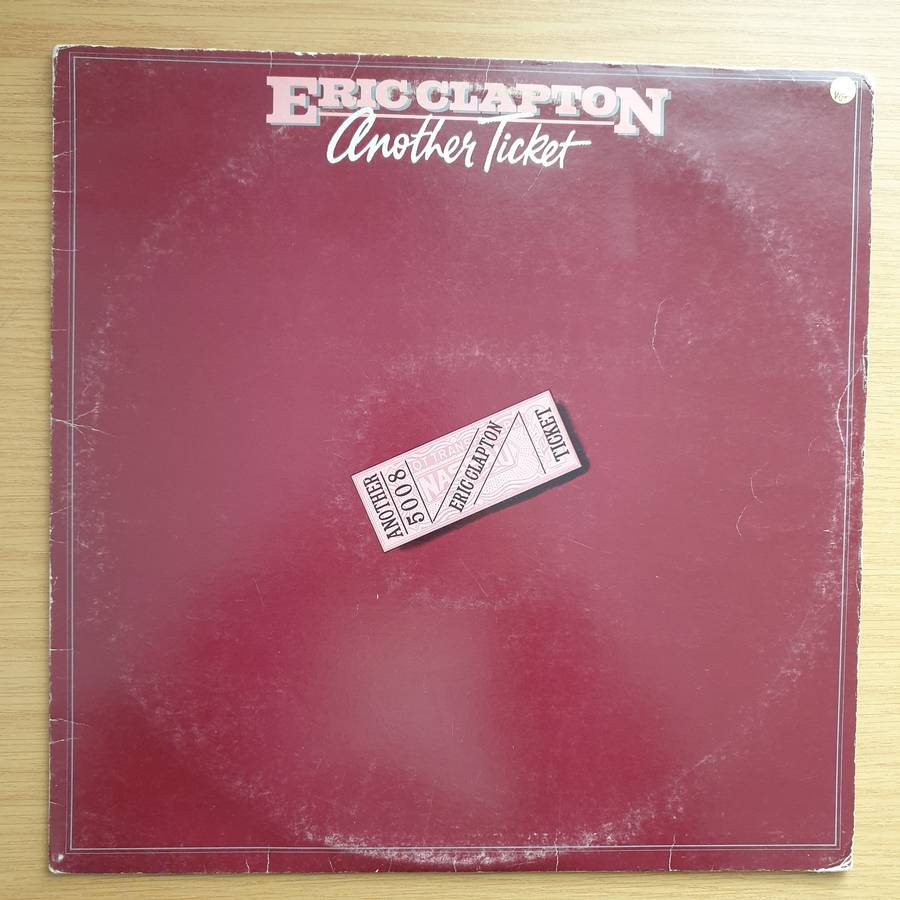 ERIC CLAPTON
Another Ticket
ANOTHER
5008
ERIC CLAPTON
TICKET